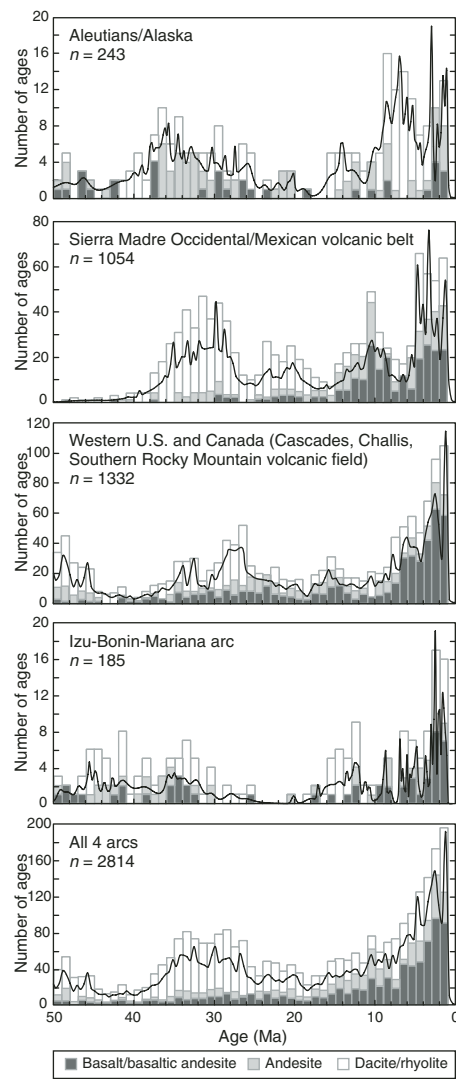 20
16
12
8
4
0
Number of ages
Aleutians/Alaska
n = 243
80
60
40
20
0
Number of ages
Sierra Madre Occidental/Mexican volcanic belt
n = 1054
120
100
80
60
40
20
0
Number of ages
Western U.S. and Canada (Cascades, Challis,
Southern Rocky Mountain volcanic field)
n = 1332
20
16
12
8
4
0
Number of ages
Izu-Bonin-Mariana arc
n = 185
200
160
120
80
40
0
Number of ages
All 4 arcs
n = 2814
50 40 30 20 10 0
Age (Ma)
Basalt/basaltic andesite Andesite Dacite/rhyolite